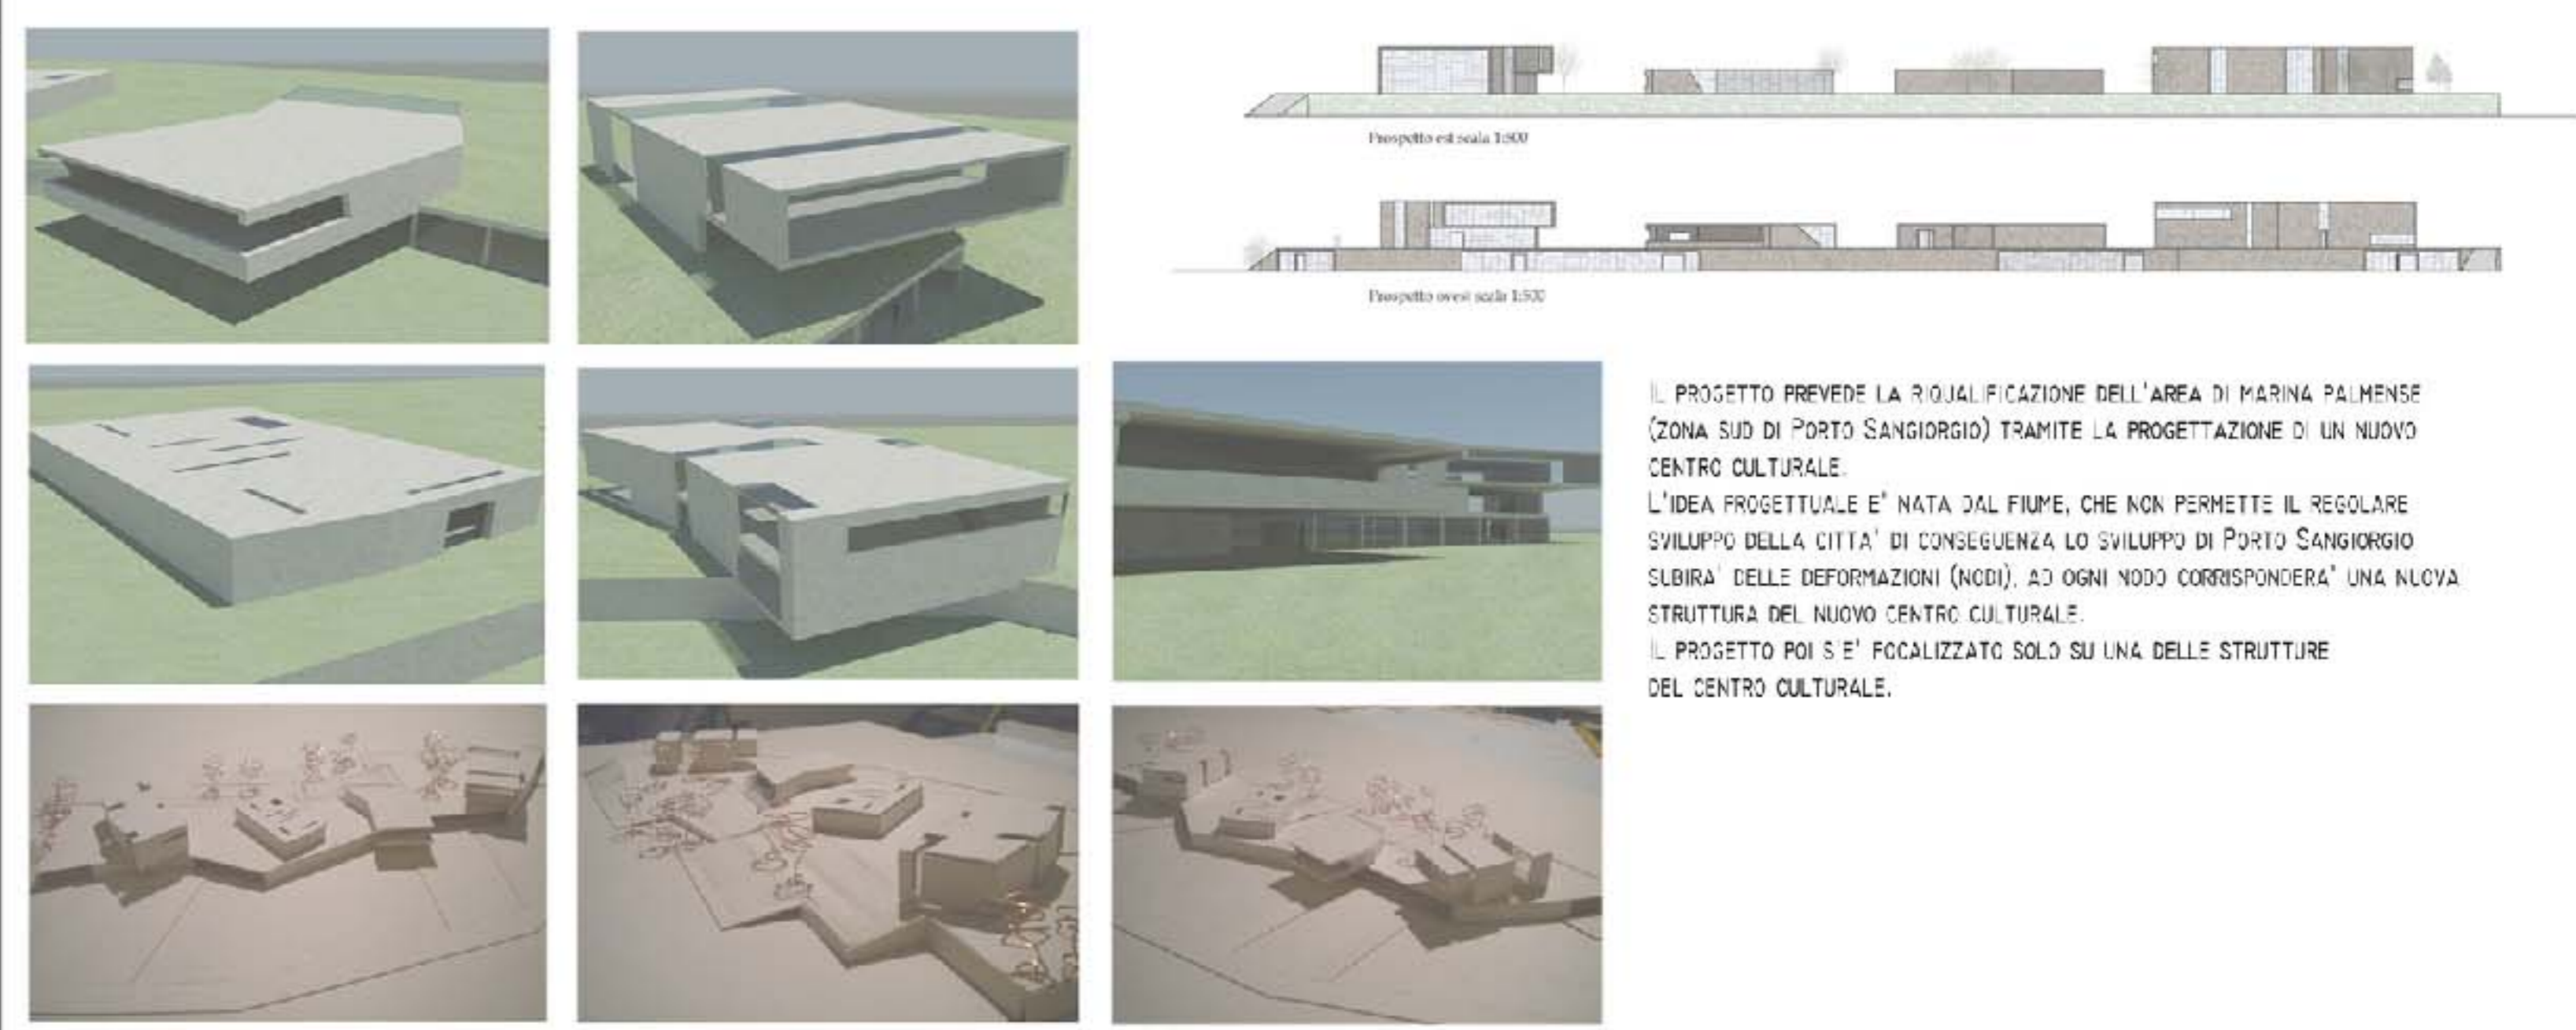 Prospetto est scala 1:500
Prospetto ovest scala 1:500
IL PROGETTO PREVEDE LA RIQUALIFICAZIONE DELL'AREA DI MARINA PALMENSE
(ZONA SUD DI PORTO SANGIORGIO) TRAMITE LA PROGETTAZIONE DI UN NUOVO
CENTRO CULTURALE.
L'IDEA PROGETTUALE E' NATA DAL FIUME, CHE NON PERMETTE IL REGOLARE
SVILUPPO DELLA CITTA' DI CONSEGUENZA LO SVILUPPO DI PORTO SANGIORGIO
SUBIRA' DELLE DEFORMAZIONI (NODI). AD OGNI NODO CORRISPONDERA' UNA NUOVA
STRUTTURA DEL NUOVO CENTRO CULTURALE.
IL PROGETTO POI S'E' FOCALIZZATO SOLO SU UNA DELLE STRUTTURE
DEL CENTRO CULTURALE.